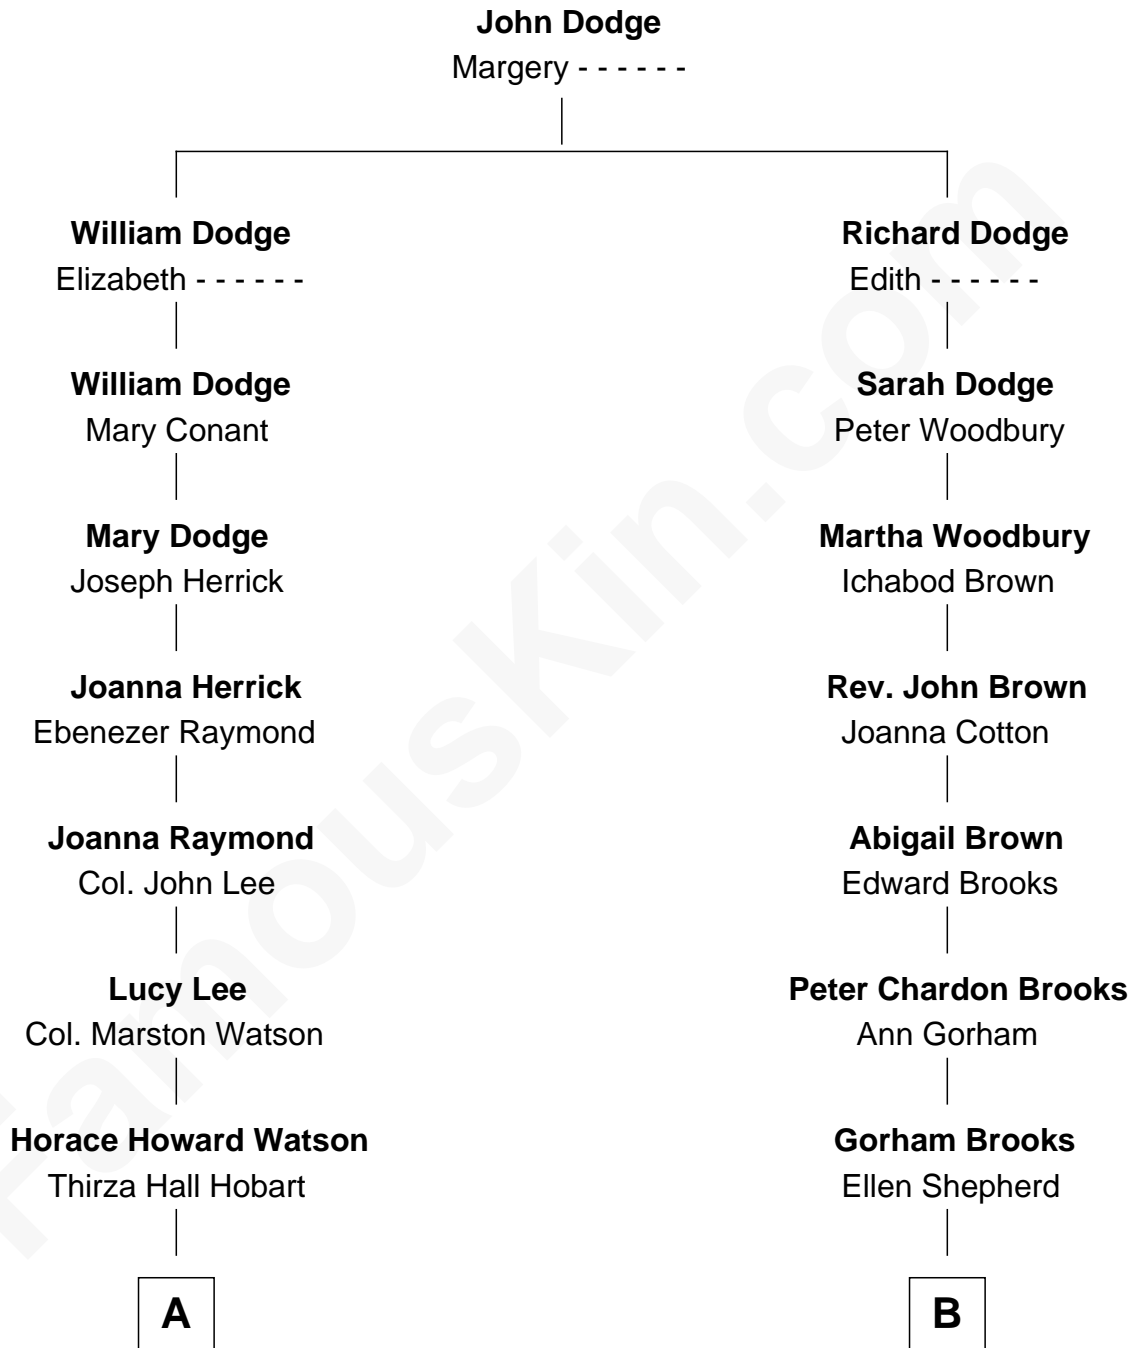 John Dodge
Margery - - - - - -
William Dodge
Elizabeth - - - - - -
William Dodge
Mary Conant
Mary Dodge
Joseph Herrick
Joanna Herrick
Ebenezer Raymond
Joanna Raymond
Col. John Lee
Lucy Lee
Col. Marston Watson
Horace Howard Watson
Thirza Hall Hobart
A
Richard Dodge
Edith - - - - - -
Sarah Dodge
Peter Woodbury
Martha Woodbury
Ichabod Brown
Rev. John Brown
Joanna Cotton
Abigail Brown
Edward Brooks
Peter Chardon Brooks
Ann Gorham
Gorham Brooks
Ellen Shepherd
B
FamousKin.com